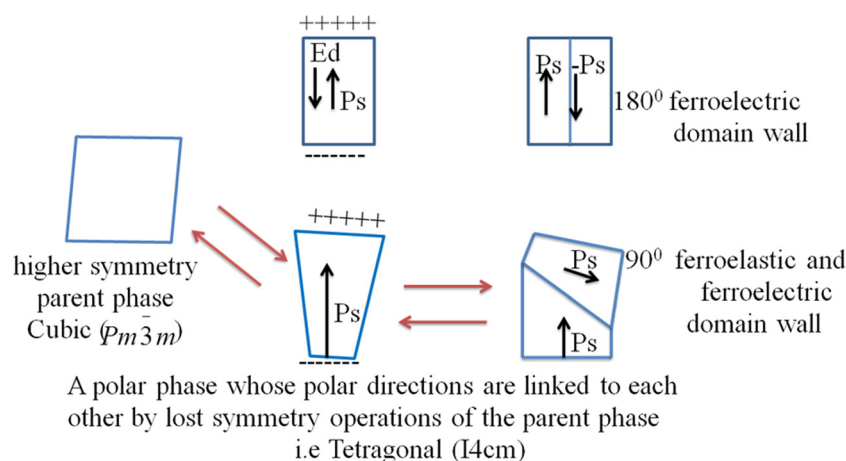 +++++
Ed
Ps
-----
Ps -Ps
180⁰ ferroelectric
domain wall
higher symmetry
parent phase
Cubic (Pm3̄m)
+++++
Ps
-----
Ps
Ps
90⁰ ferroelastic and
ferroelectric
domain wall
A polar phase whose polar directions are linked to each
other by lost symmetry operations of the parent phase
i.e Tetragonal (I4cm)